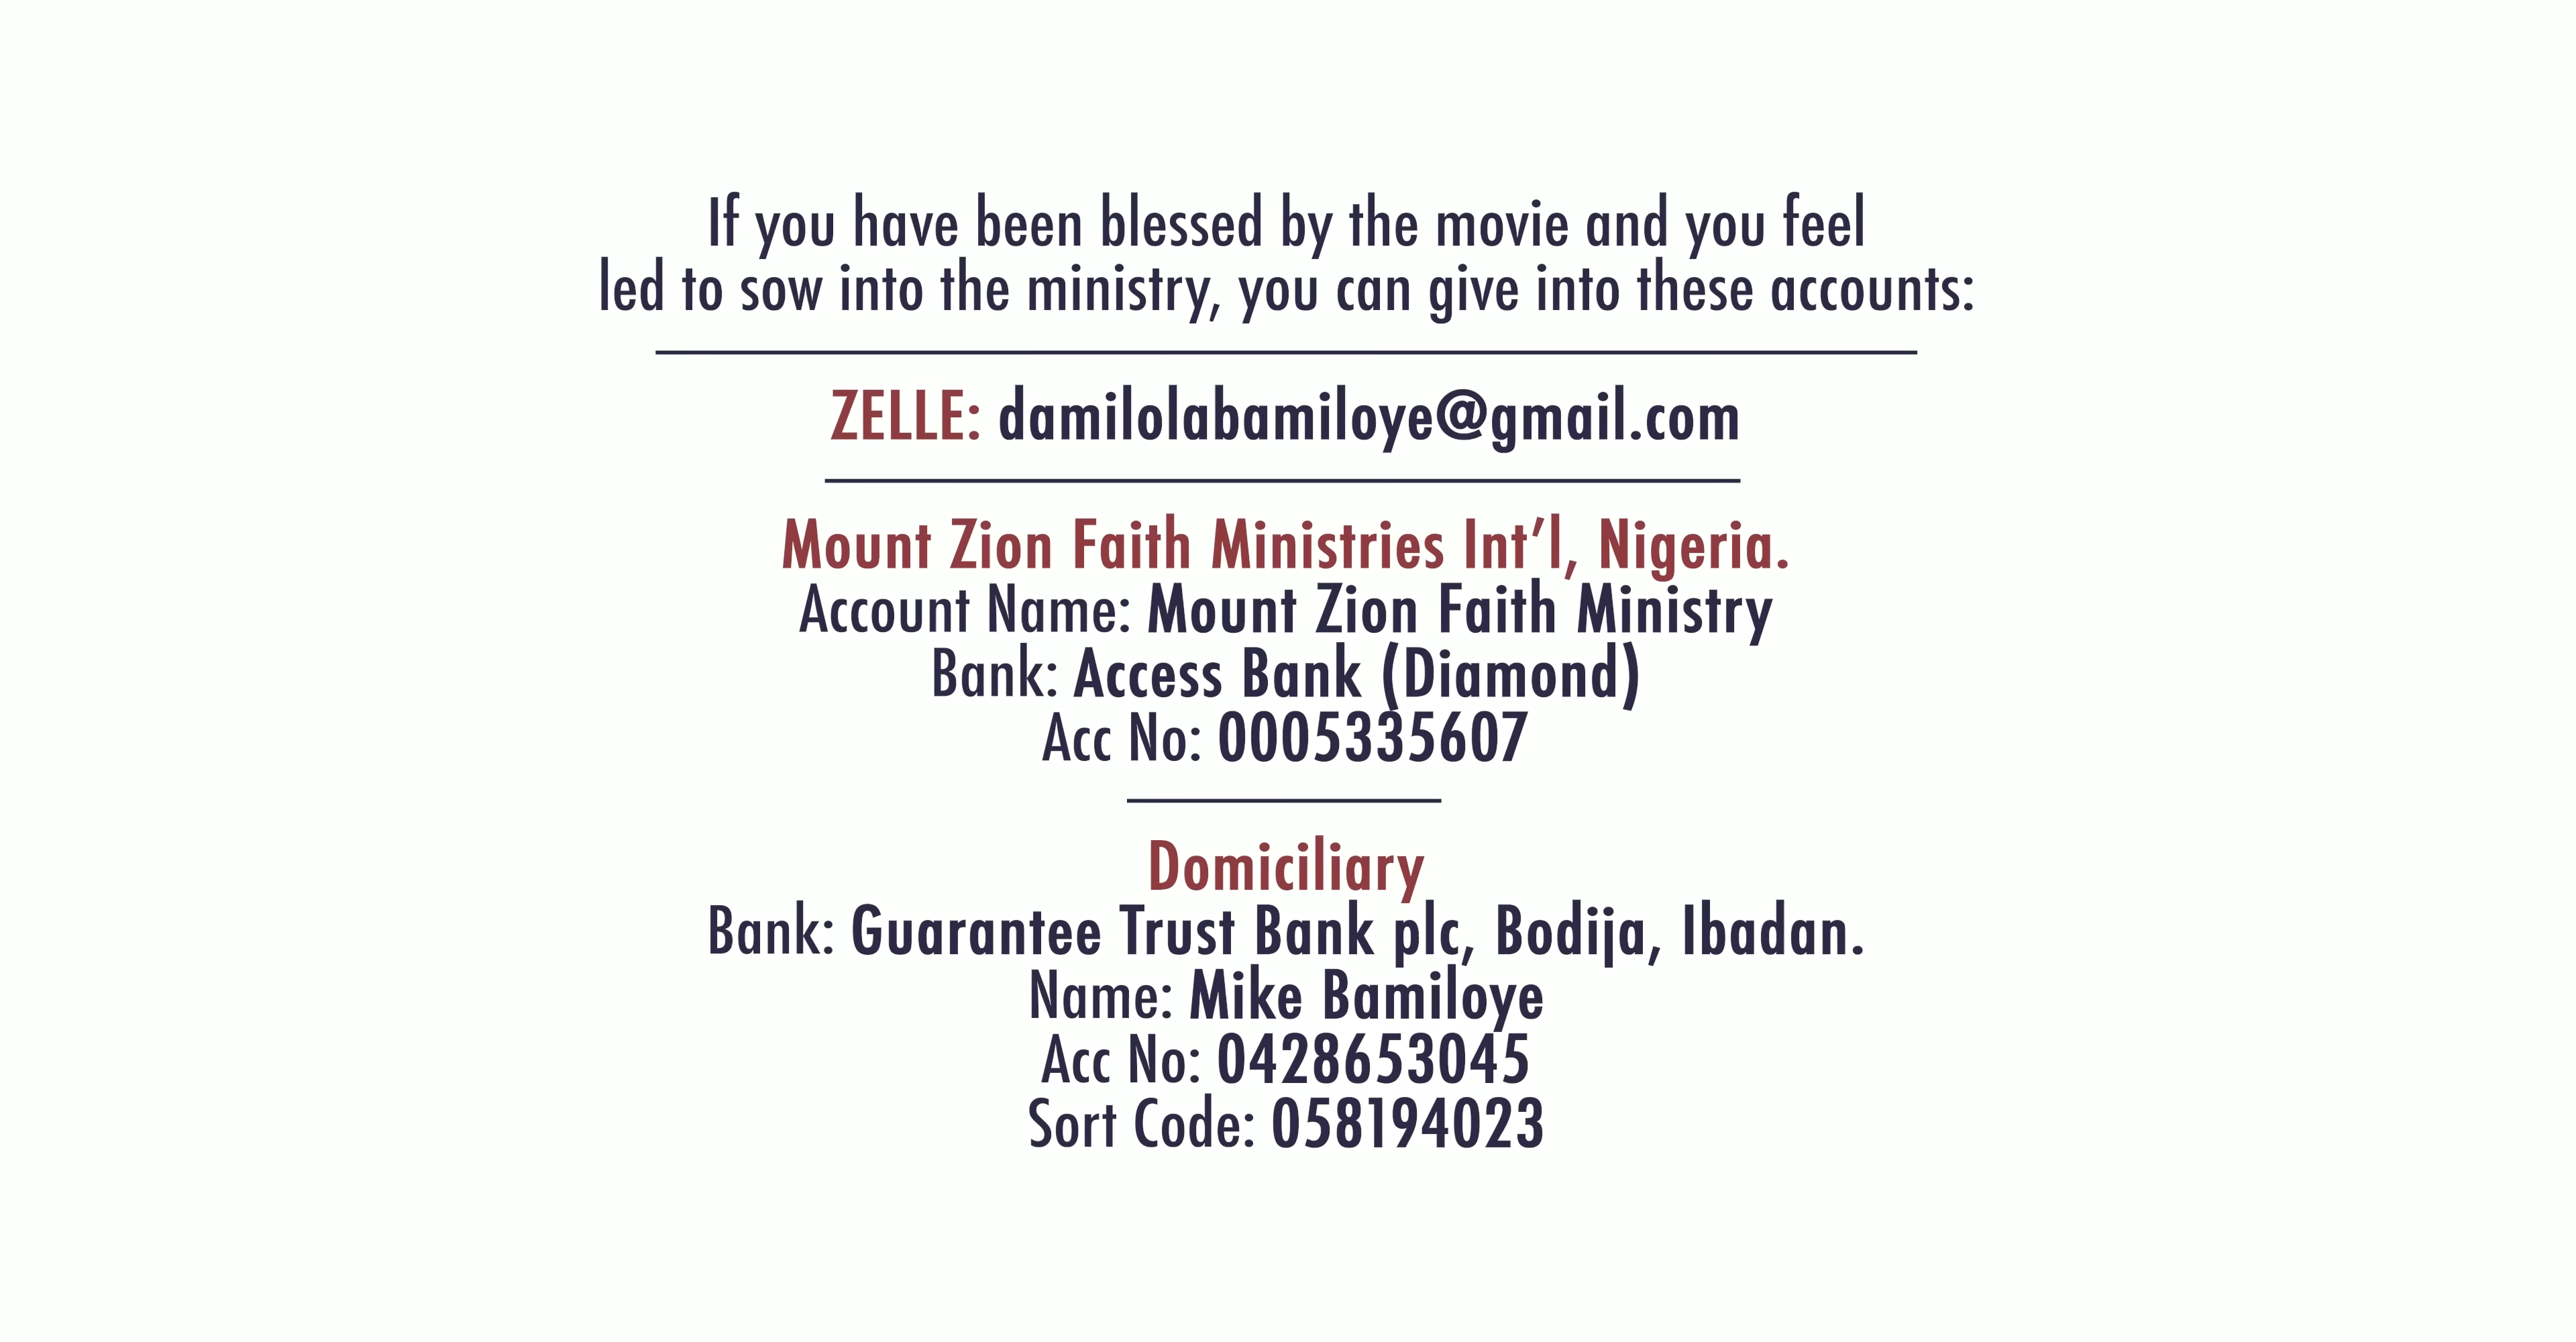 If you have been blessed by the movie and you feel
led to sow into the ministry, you can give into these accounts:
ZELLE: damilolabamiloye@gmail.com
Mount Zion Faith Ministries Int’l, Nigeria.
Account Name: Mount Zion Faith Ministry
Bank: Access Bank (Diamond)
Acc No: 0005335607
Domiciliary
Bank: Guarantee Trust Bank plc, Bodija, Ibadan.
Name: Mike Bamiloye
Acc No: 0428653045
Sort Code: 058194023